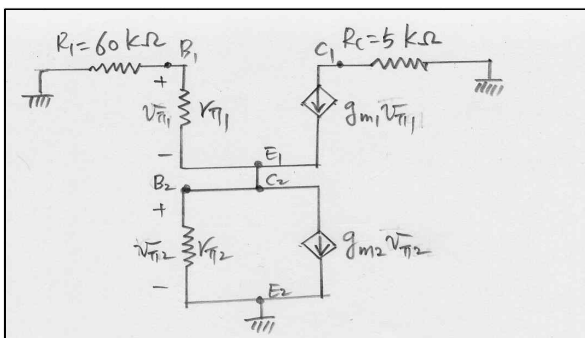 R₁=60 kΩ B₁ C₁ Rc=5 kΩ
+
vπ₁ rπ₁ gm₁vπ₁
−
E₁
B₂ C₂
+
vπ₂ rπ₂ gm₂vπ₂
−
E₂